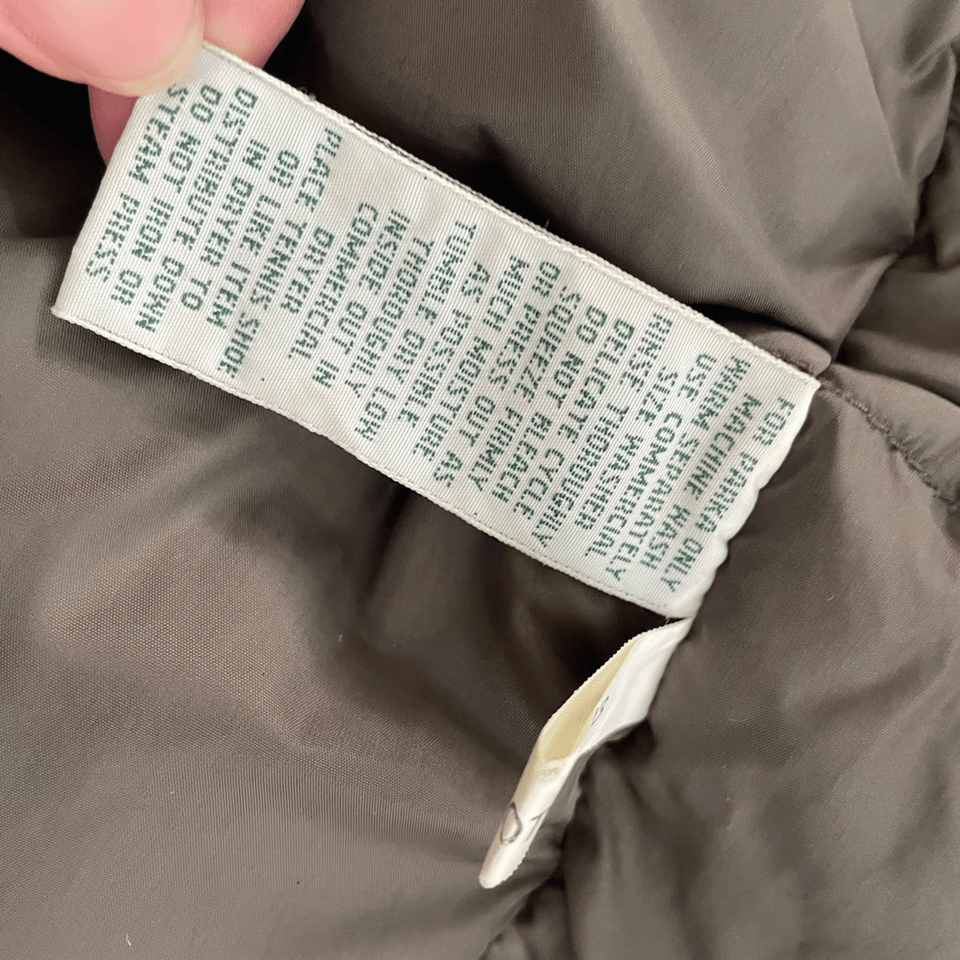 FOR PARKA ONLY
MACHINE WASH
WARM SEPARATELY
USE COMMERCIAL
SIZE WASHER
RINSE THOROUGHLY
DELICATE CYCLE
DO NOT BLEACH
SQUEEZE FIRMLY
OR PRESS OUT
MUCH MOISTURE
AS POSSIBLE
TUMBLE DRY LOW
THOROUGHLY
INSIDE OUT IN
COMMERCIAL
DRYER
PLACE TENNIS SHOE
OR LIKE ITEM
IN DRYER TO
DISTRIBUTE DOWN
DO NOT IRON OR
STEAM PRESS